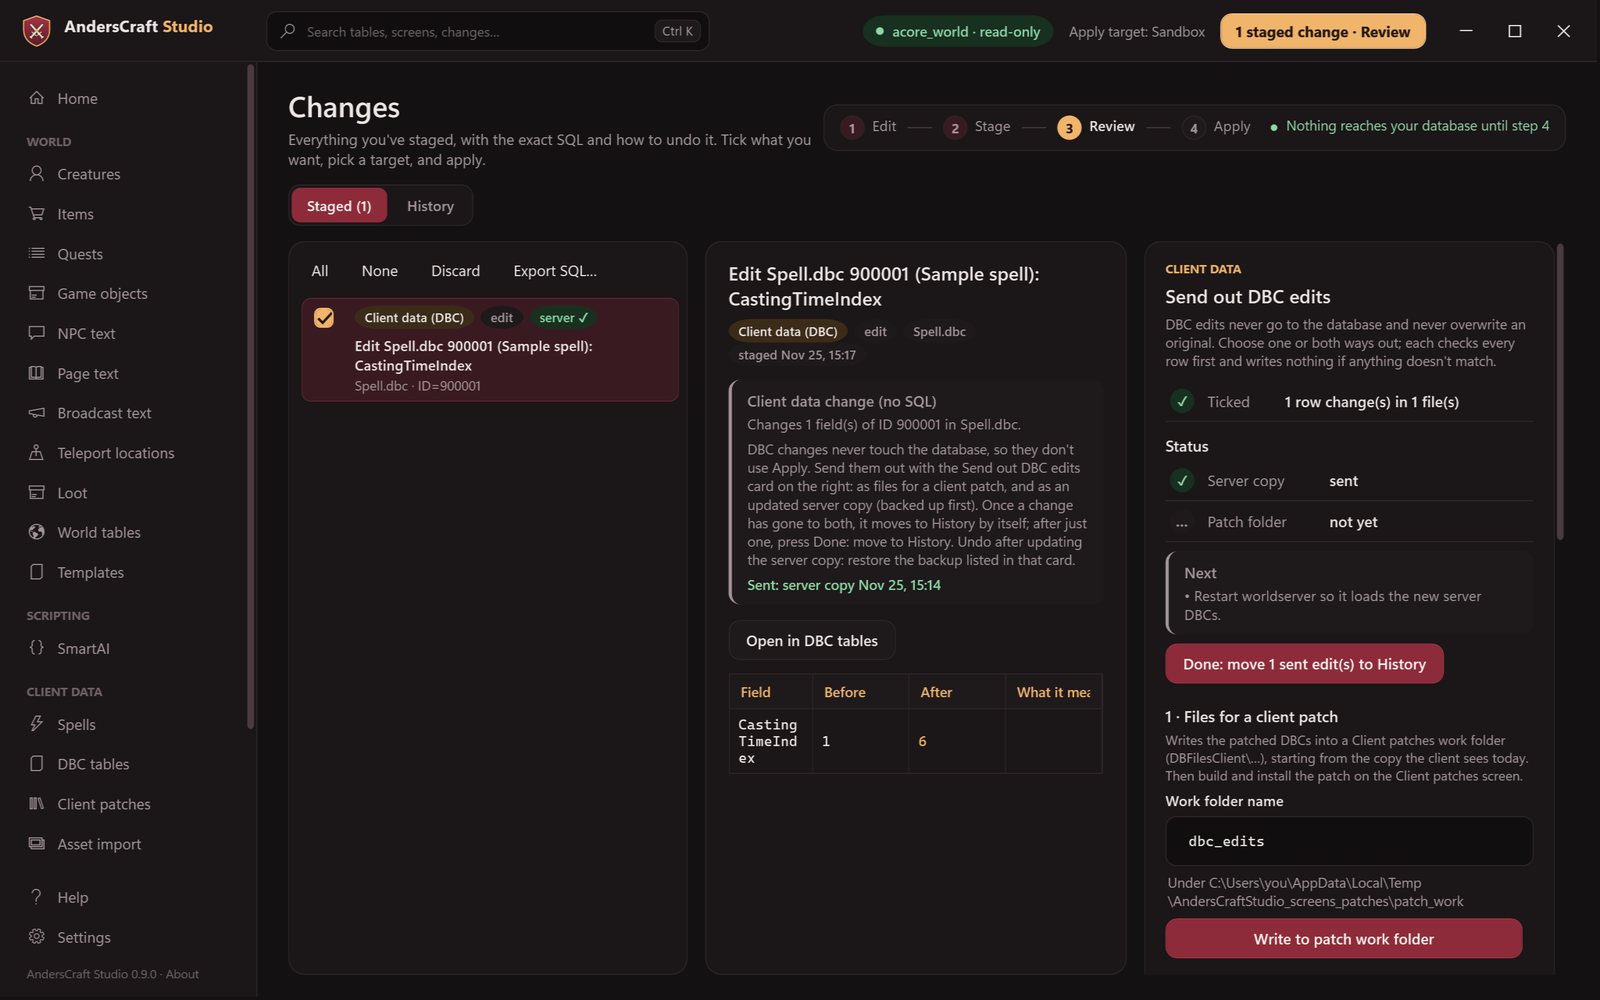 AndersCraft Studio
Search tables, screens, changes...
Ctrl K
acore_world · read-only
Apply target: Sandbox
1 staged change · Review
Home
WORLD
Creatures
Items
Quests
Game objects
NPC text
Page text
Broadcast text
Teleport locations
Loot
World tables
Templates
SCRIPTING
SmartAI
CLIENT DATA
Spells
DBC tables
Client patches
Asset import
Help
Settings
AndersCraft Studio 0.9.0 · About
Changes
Everything you've staged, with the exact SQL and how to undo it. Tick what you
want, pick a target, and apply.
1 Edit
2 Stage
3 Review
4 Apply
Nothing reaches your database until step 4
Staged (1)
History
All
None
Discard
Export SQL...
Client data (DBC)
edit
server ✓
Edit Spell.dbc 900001 (Sample spell):
CastingTimeIndex
Spell.dbc · ID=900001
Edit Spell.dbc 900001 (Sample spell):
CastingTimeIndex
Client data (DBC)
edit
Spell.dbc
staged Nov 25, 15:17
Client data change (no SQL)
Changes 1 field(s) of ID 900001 in Spell.dbc.
DBC changes never touch the database, so they don't
use Apply. Send them out with the Send out DBC edits
card on the right: as files for a client patch, and as an
updated server copy (backed up first). Once a change
has gone to both, it moves to History by itself; after just
one, press Done: move to History. Undo after updating
the server copy: restore the backup listed in that card.
Sent: server copy Nov 25, 15:14
Open in DBC tables
Field
Before
After
What it mea
Casting
TimeInd
ex
1
6
CLIENT DATA
Send out DBC edits
DBC edits never go to the database and never overwrite an
original. Choose one or both ways out; each checks every
row first and writes nothing if anything doesn't match.
Ticked
1 row change(s) in 1 file(s)
Status
Server copy
sent
... Patch folder
not yet
Next
• Restart worldserver so it loads the new server
DBCs.
Done: move 1 sent edit(s) to History
1 · Files for a client patch
Writes the patched DBCs into a Client patches work folder
(DBFilesClient\...), starting from the copy the client sees today.
Then build and install the patch on the Client patches screen.
Work folder name
dbc_edits
Under C:\Users\you\AppData\Local\Temp
\AndersCraftStudio_screens_patches\patch_work
Write to patch work folder